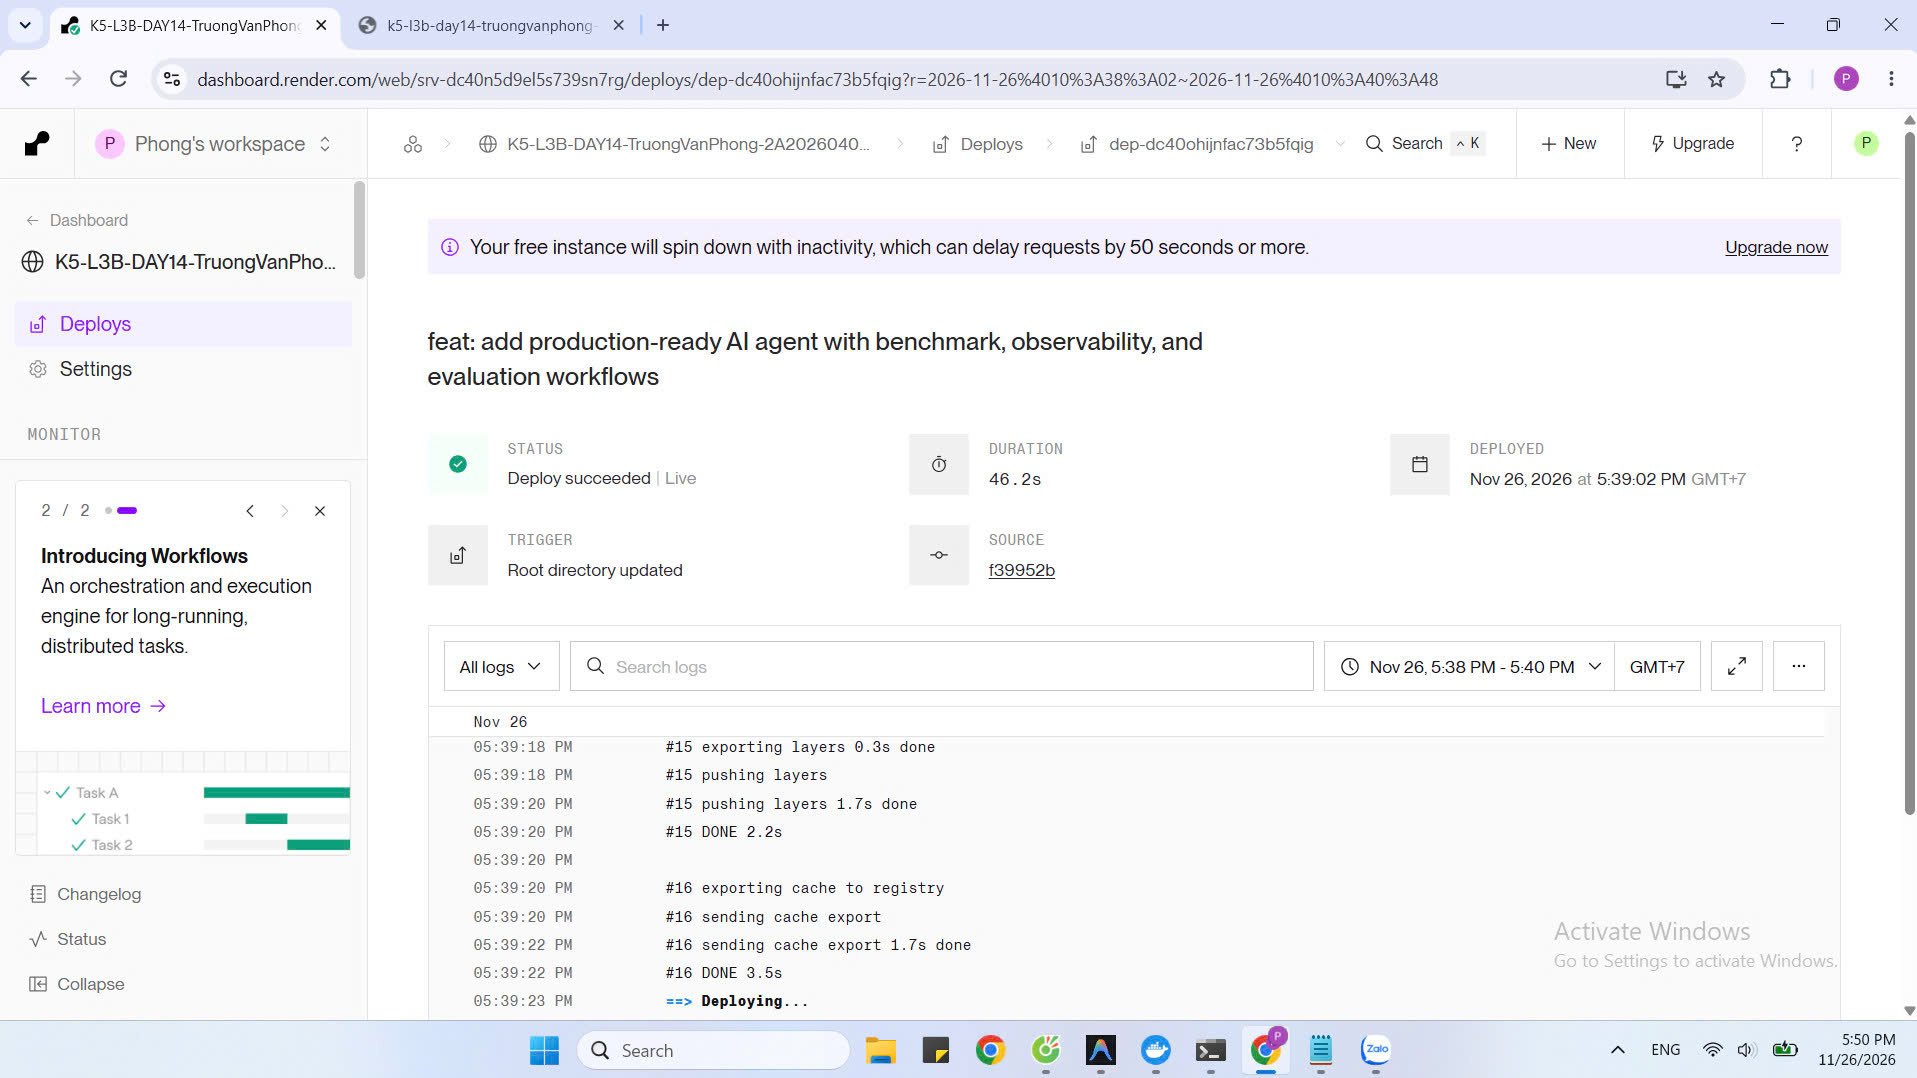 K5-L3B-DAY14-TruongVanPhong
k5-l3b-day14-truongvanphong-
dashboard.render.com/web/srv-dc40n5d9el5s739sn7rg/deploys/dep-dc40ohijnfac73b5fqig?r=2026-11-26%4010%3A38%3A02~2026-11-26%4010%3A40%3A48
P
P Phong's workspace
K5-L3B-DAY14-TruongVanPhong-2A2026040...
Deploys
dep-dc40ohijnfac73b5fqig
Search ^ K
+ New
Upgrade
?
P
← Dashboard
K5-L3B-DAY14-TruongVanPho...
Deploys
Settings
MONITOR
2 / 2
Introducing Workflows
An orchestration and execution
engine for long-running,
distributed tasks.
Learn more →
Task A
Task 1
Task 2
Changelog
Status
Collapse
Your free instance will spin down with inactivity, which can delay requests by 50 seconds or more.
Upgrade now
feat: add production-ready AI agent with benchmark, observability, and
evaluation workflows
STATUS
Deploy succeeded | Live
DURATION
46.2s
DEPLOYED
Nov 26, 2026 at 5:39:02 PM GMT+7
TRIGGER
Root directory updated
SOURCE
f39952b
All logs
Search logs
Nov 26, 5:38 PM - 5:40 PM
GMT+7
...
Nov 26
05:39:18 PM #15 exporting layers 0.3s done
05:39:18 PM #15 pushing layers
05:39:20 PM #15 pushing layers 1.7s done
05:39:20 PM #15 DONE 2.2s
05:39:20 PM
05:39:20 PM #16 exporting cache to registry
05:39:20 PM #16 sending cache export
05:39:22 PM #16 sending cache export 1.7s done
05:39:22 PM #16 DONE 3.5s
05:39:23 PM ==> Deploying...
Activate Windows
Go to Settings to activate Windows.
Search
P
Zalo
ENG
5:50 PM
11/26/2026